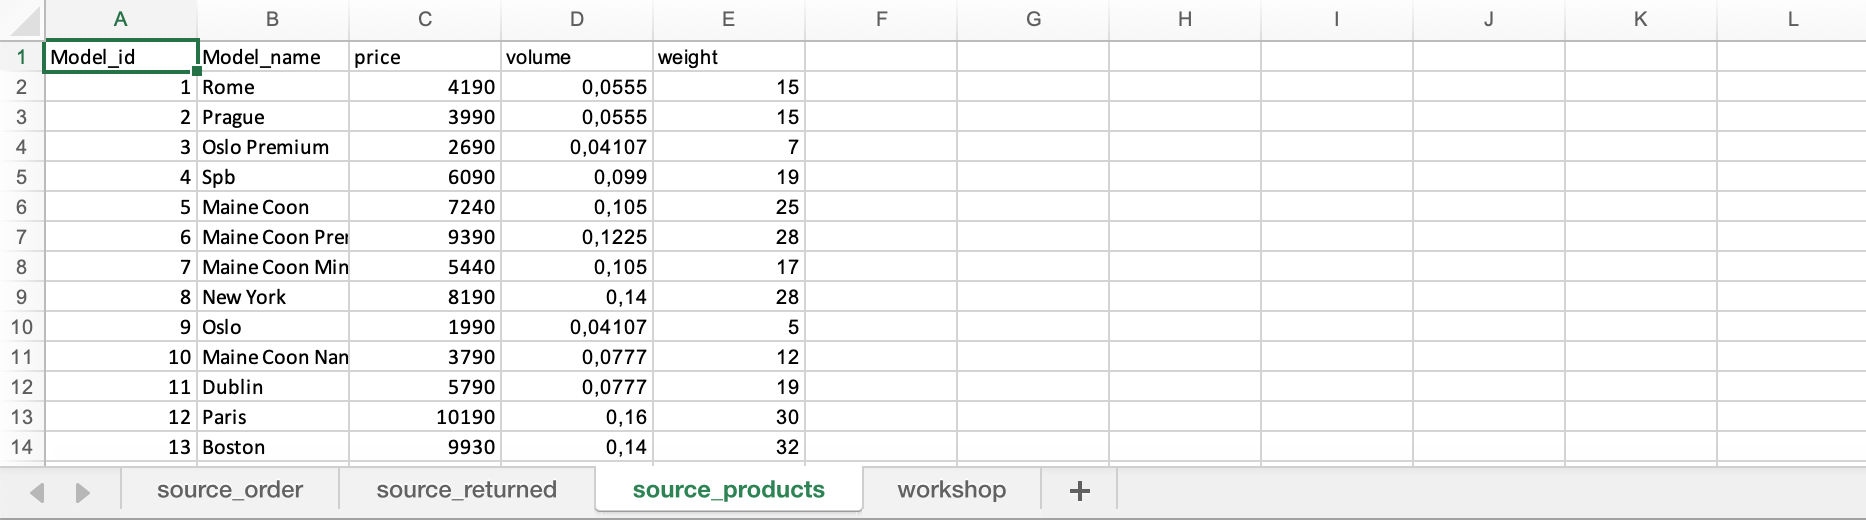 A B C D E F G H I J K L
1 Model_id Model_name price volume weight
2 1 Rome 4190 0,0555 15
3 2 Prague 3990 0,0555 15
4 3 Oslo Premium 2690 0,04107 7
5 4 Spb 6090 0,099 19
6 5 Maine Coon 7240 0,105 25
7 6 Maine Coon Prer 9390 0,1225 28
8 7 Maine Coon Min 5440 0,105 17
9 8 New York 8190 0,14 28
10 9 Oslo 1990 0,04107 5
11 10 Maine Coon Nan 3790 0,0777 12
12 11 Dublin 5790 0,0777 19
13 12 Paris 10190 0,16 30
14 13 Boston 9930 0,14 32
source_order source_returned source_products workshop +